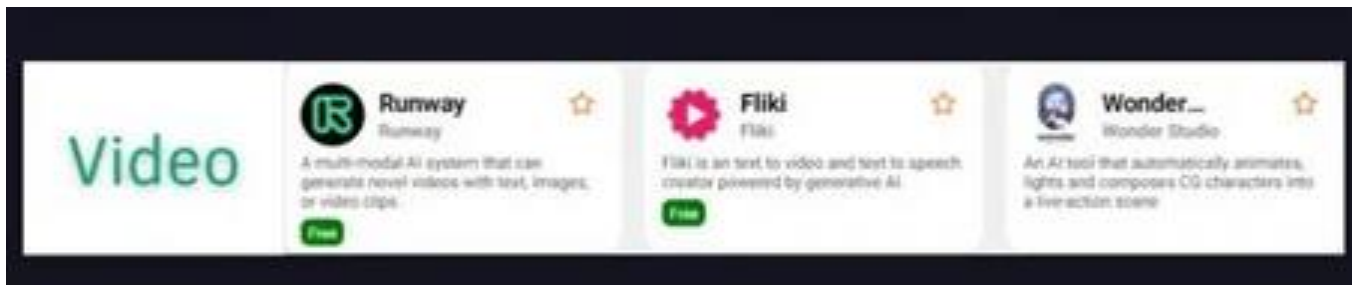 Video
Runway
Runway
A multi-modal AI system that can
generate novel videos with text, images,
or video clips
Free
Fliki
Fliki
Fliki is an text to video and text to speech
creator powered by generative AI
Free
Wonder...
Wonder Studio
An AI tool that automatically animates,
lights and composes CG characters into
a live-action scene